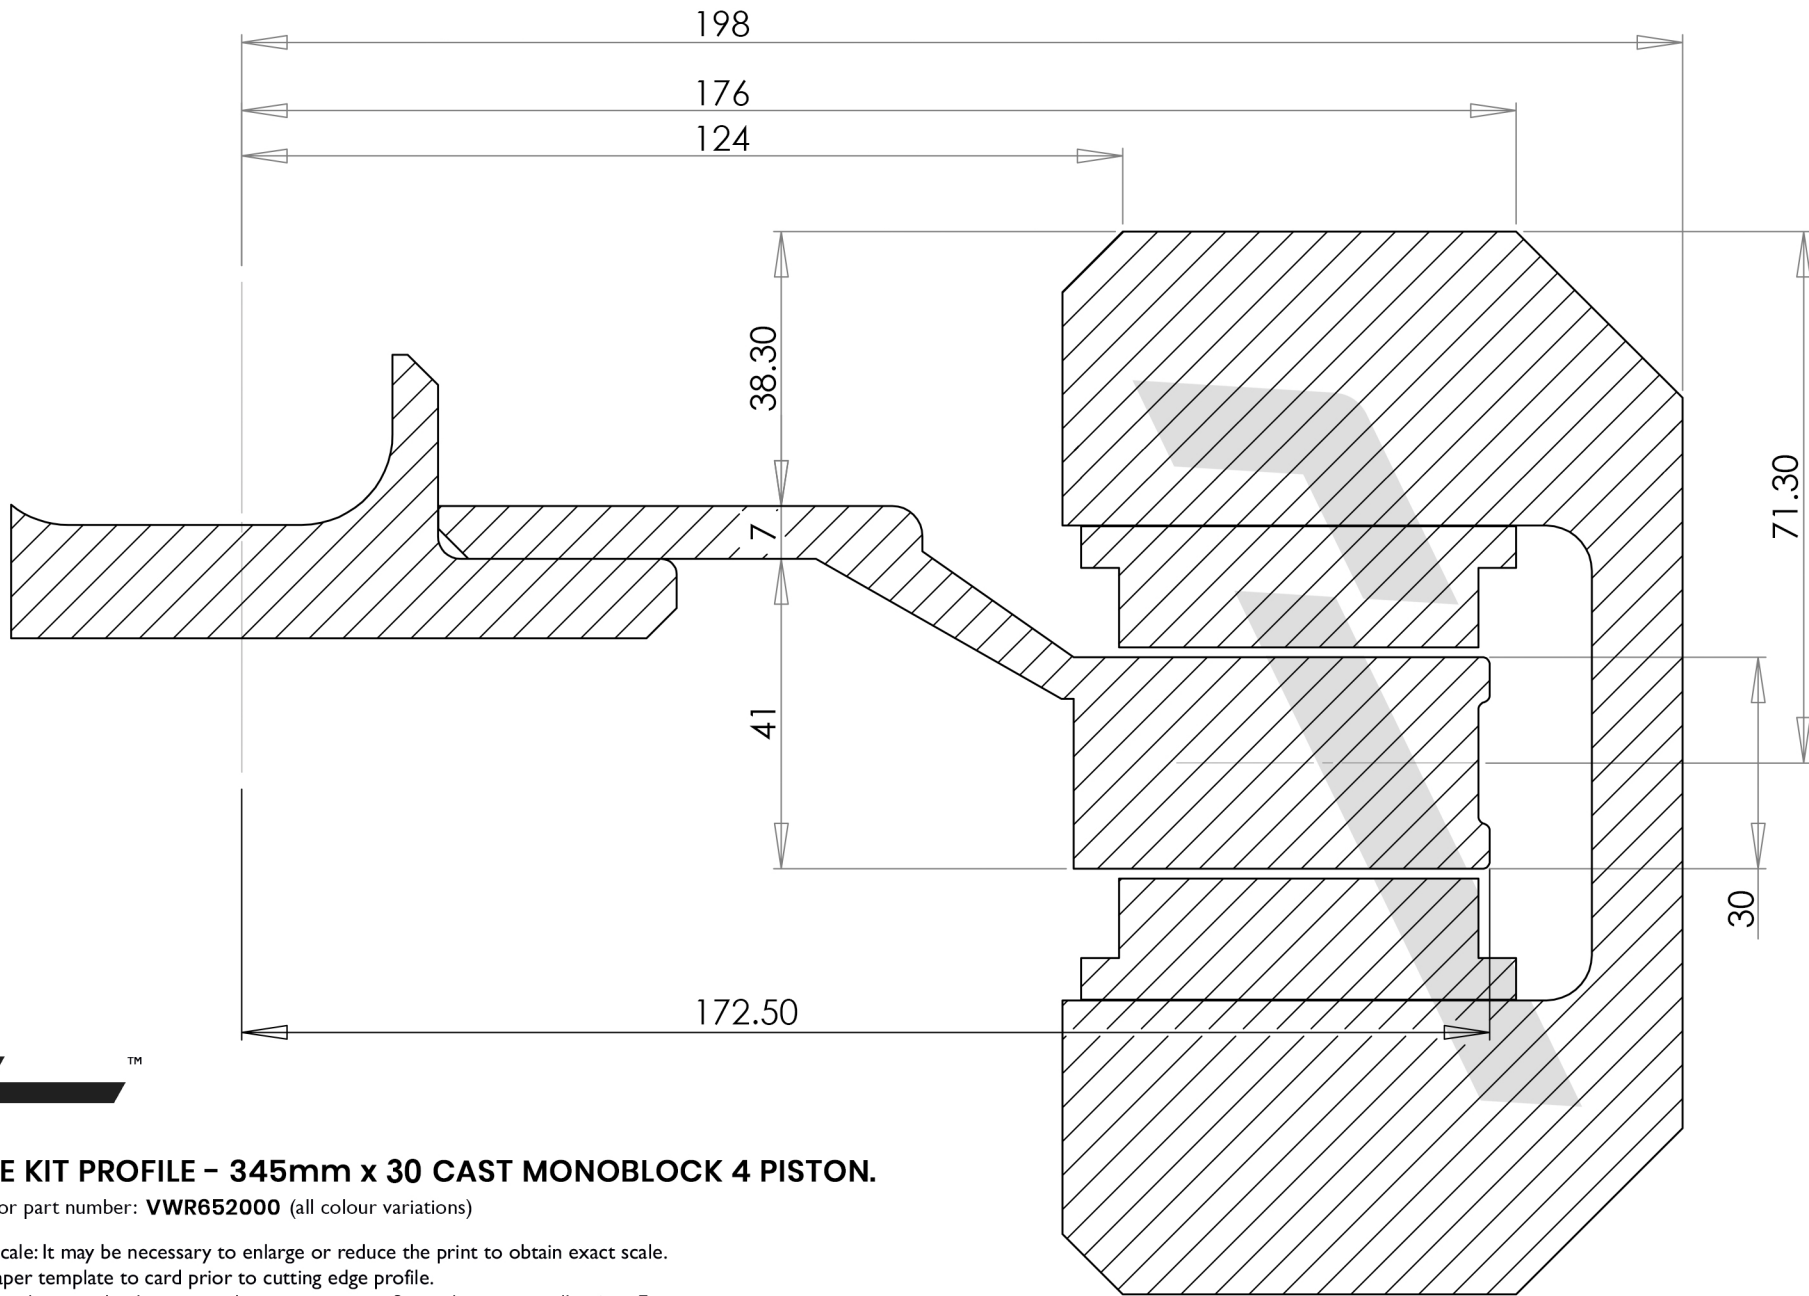 198
176
124
38.30
7
41
71.30
30
172.50
™
E KIT PROFILE - 345mm x 30 CAST MONOBLOCK 4 PISTON.
or part number: VWR652000 (all colour variations)
cale: It may be necessary to enlarge or reduce the print to obtain exact scale.
aper template to card prior to cutting edge profile.